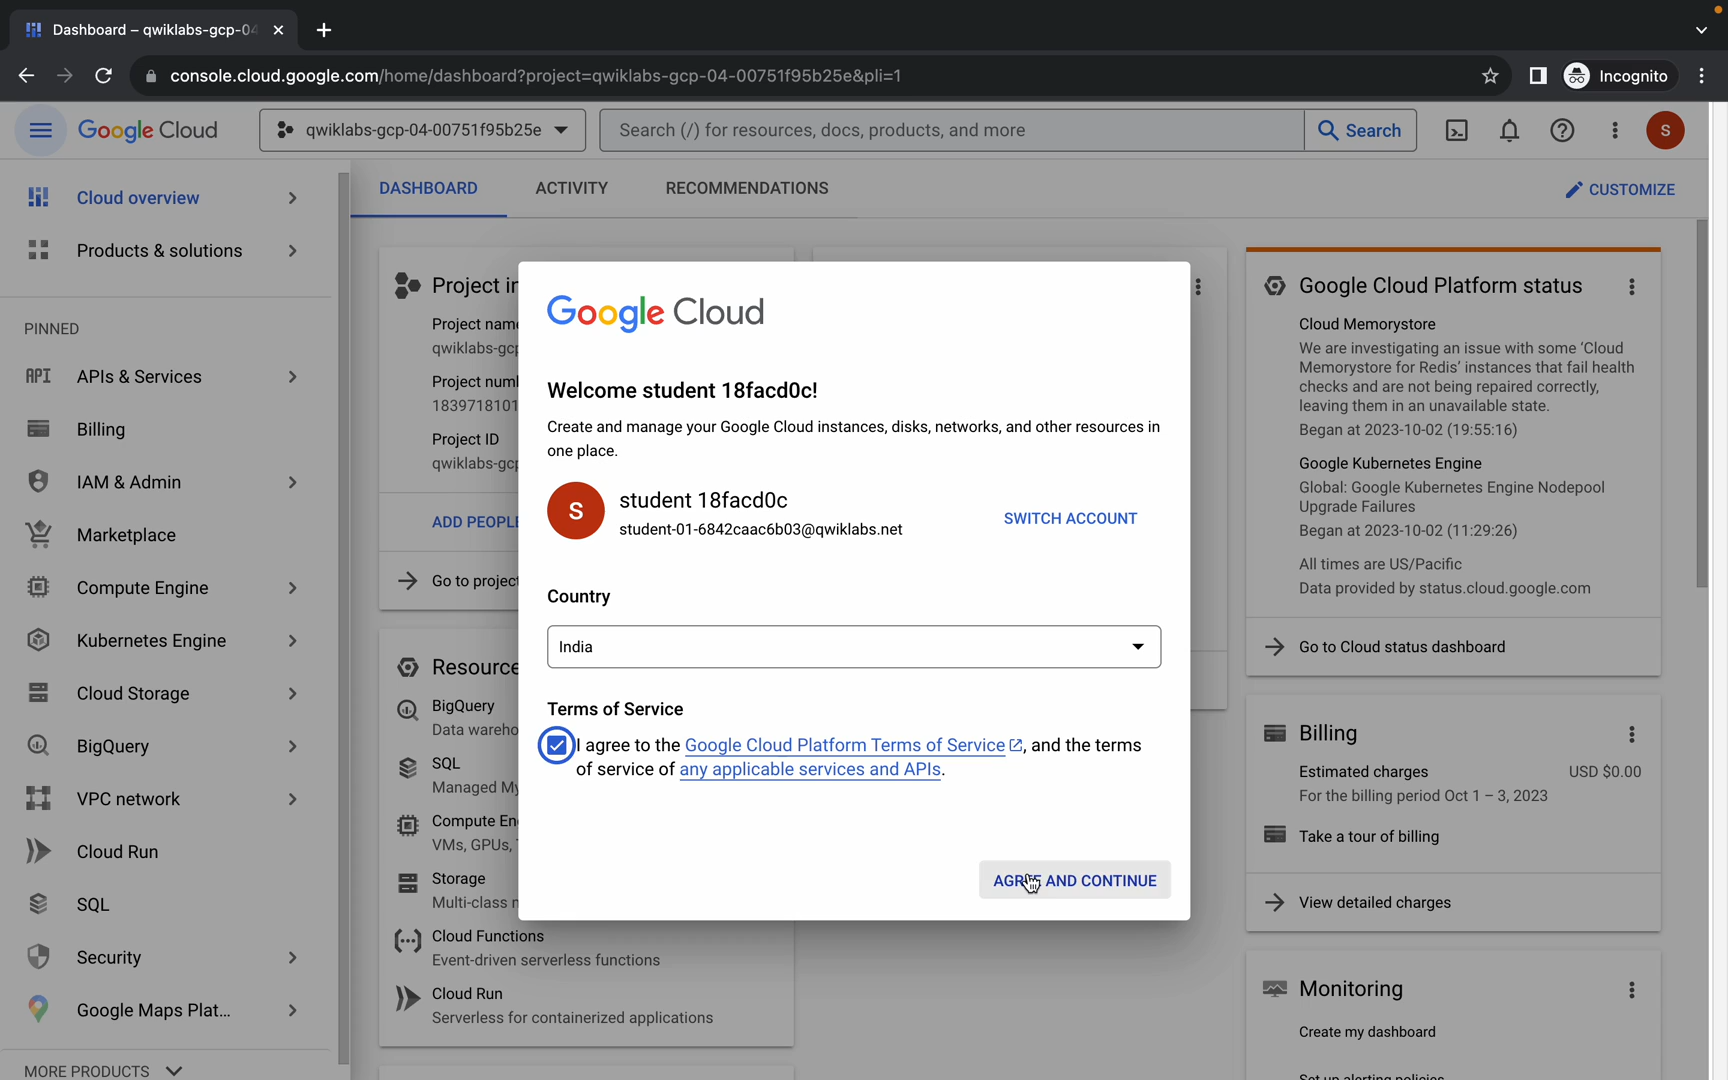 Dashboard – qwiklabs-gcp-04
console.cloud.google.com/home/dashboard?project=qwiklabs-gcp-04-00751f95b25e&pli=1
Incognito
Google Cloud
qwiklabs-gcp-04-00751f95b25e
Search (/) for resources, docs, products, and more
Search
S
Cloud overview
Products & solutions
PINNED
API APIs & Services
Billing
IAM & Admin
Marketplace
Compute Engine
Kubernetes Engine
Cloud Storage
BigQuery
VPC network
Cloud Run
SQL
Security
Google Maps Plat...
MORE PRODUCTS
DASHBOARD
ACTIVITY
RECOMMENDATIONS
CUSTOMIZE
Project
Project
qwiklabs-gcp
Project
1839718101
Project ID
qwiklabs-gcp
ADD
Go to
BigQuery
Data
SQL
Managed
Compute
VMs, GPUs,
Storage
Multi-class
Cloud Functions
Event-driven serverless functions
Cloud Run
Serverless for containerized applications
Google Cloud
Welcome student 18facd0c!
Create and manage your Google Cloud instances, disks, networks, and other resources in
one place.
S
student 18facd0c
student-01-6842caac6b03@qwiklabs.net
SWITCH ACCOUNT
Country
India
Terms of Service
I agree to the Google Cloud Platform Terms of Service, and the terms
of service of any applicable services and APIs.
AGREE AND CONTINUE
Google Cloud Platform status
Cloud Memorystore
We are investigating an issue with some 'Cloud
Memorystore for Redis' instances that fail health
checks and are not being repaired correctly,
leaving them in an unavailable state.
Began at 2023-10-02 (19:55:16)
Google Kubernetes Engine
Global: Google Kubernetes Engine Nodepool
Upgrade Failures
Began at 2023-10-02 (11:29:26)
All times are US/Pacific
Data provided by status.cloud.google.com
Go to Cloud status dashboard
Billing
Estimated charges USD $0.00
For the billing period Oct 1 – 3, 2023
Take a tour of billing
View detailed charges
Monitoring
Create my dashboard
Set up alerting policies